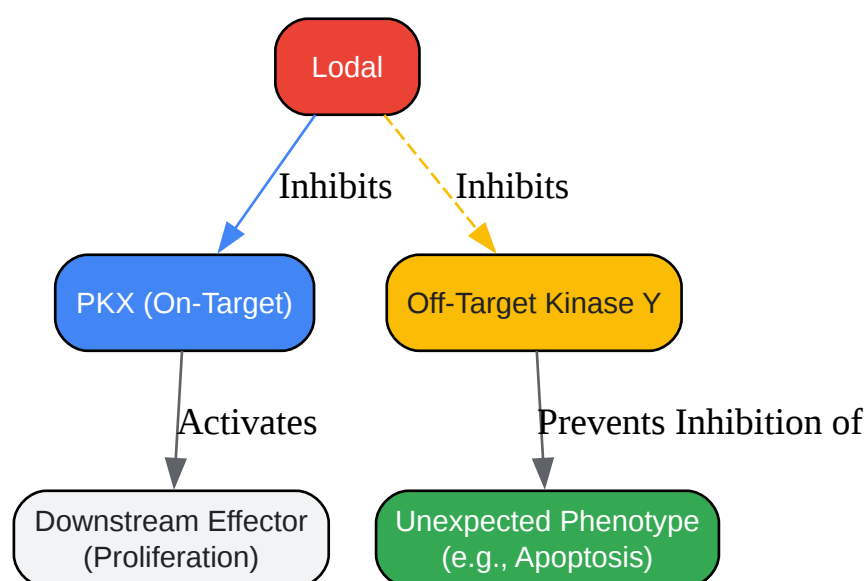 Lodal
Inhibits
Inhibits
PKX (On-Target)
Off-Target Kinase Y
Activates
Prevents Inhibition of
Downstream Effector
(Proliferation)
Unexpected Phenotype
(e.g., Apoptosis)